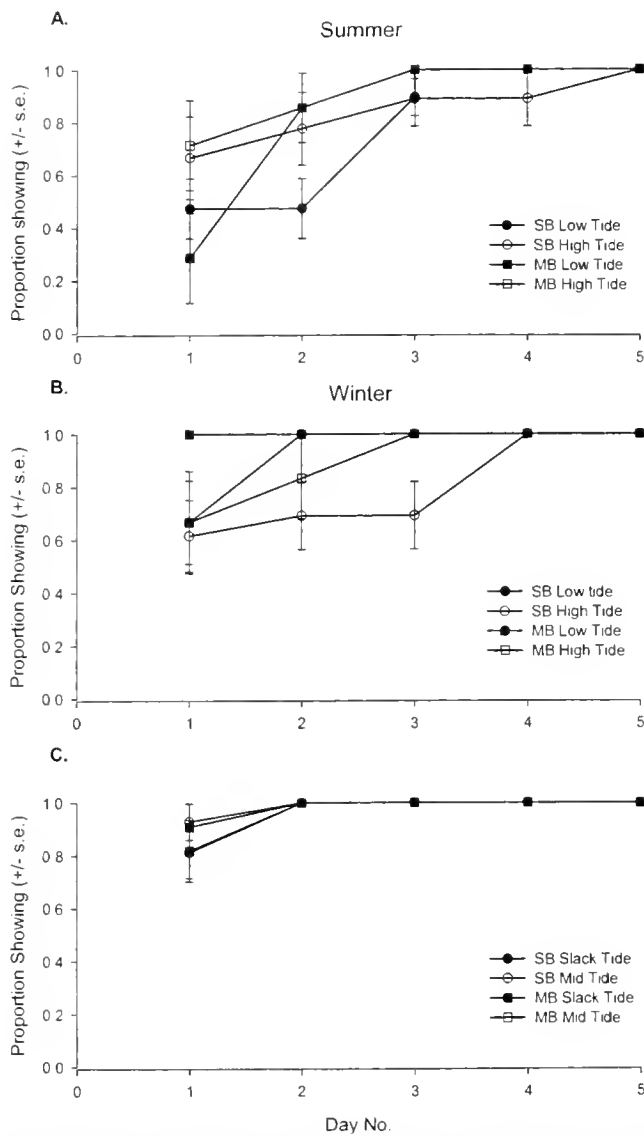 A.
Summer
Proportion showing (+/- s.e.)
1 0
0 8
0 6
0 4
0 2
0 0
SB Low Tide
SB High Tide
MB Low Tide
MB High Tide
0 1 2 3 4 5
B.
Winter
Proportion Showing (+/- s.e.)
1.0
0 8
0 6
0 4
0 2
0 0
SB Low tide
SB High Tide
MB Low Tide
MB High Tide
0 1 2 3 4 5
C.
Proportion Showing (+/- s.e.)
1.0
0 8
0 6
0 4
0 2
0 0
SB Slack Tide
SB Mid Tide
MB Slack Tide
MB Mid Tide
0 1 2 3 4 5
Day No.